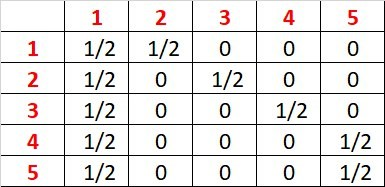 1 2 3 4 5
1 1/2 1/2 0 0 0
2 1/2 0 1/2 0 0
3 1/2 0 0 1/2 0
4 1/2 0 0 0 1/2
5 1/2 0 0 0 1/2